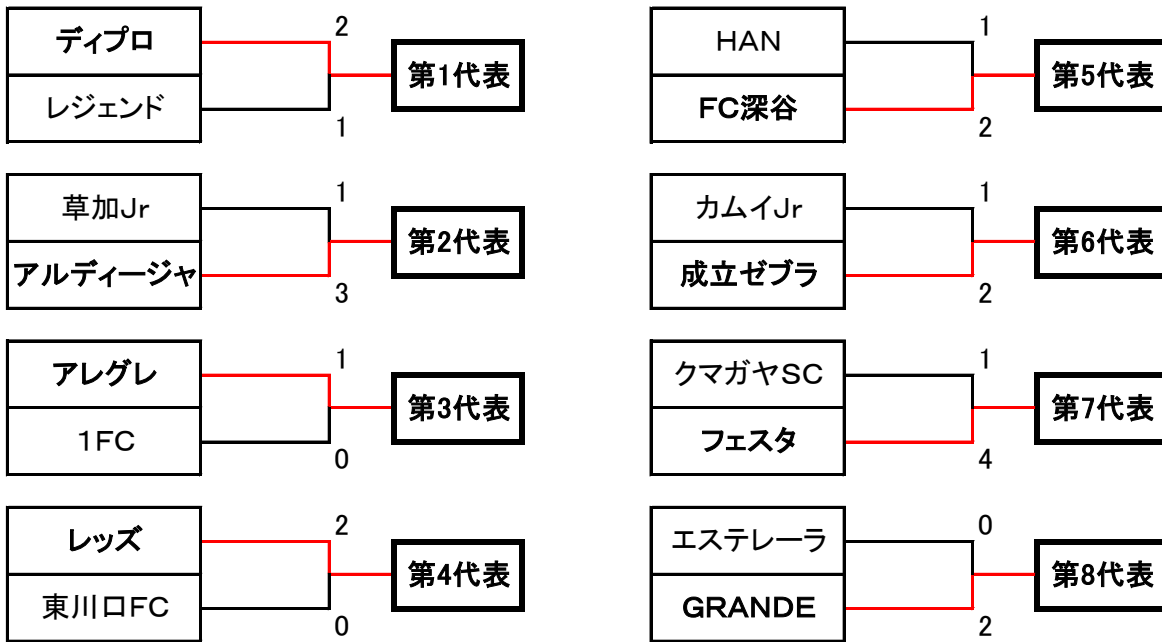 ディプロ
2
第1代表
レジェンド
1
草加Jr
1
第2代表
アルディージャ
3
アレグレ
1
第3代表
1FC
0
レッズ
2
第4代表
東川口FC
0
HAN
1
第5代表
FC深谷
2
カムイJr
1
第6代表
成立ゼブラ
2
クマガヤSC
1
第7代表
フェスタ
4
エステレーラ
0
第8代表
GRANDE
2